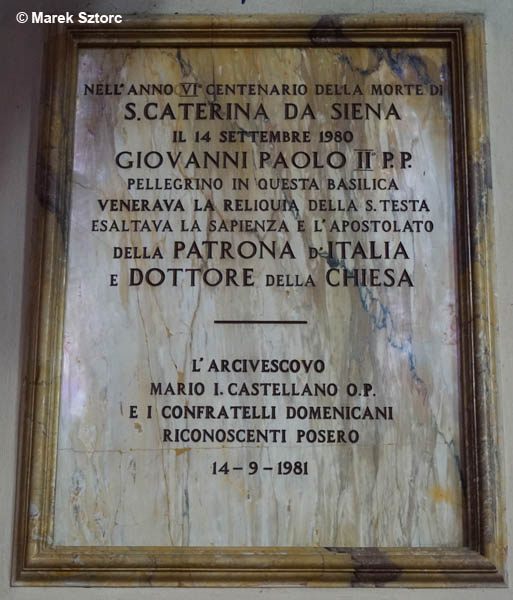 © Marek Sztorc
NELL'ANNO VI CENTENARIO DELLA MORTE DI
S. CATERINA DA SIENA
IL 14 SETTEMBRE 1980
GIOVANNI PAOLO II P.P.
PELLEGRINO IN QUESTA BASILICA
VENERAVA LA RELIQUIA DELLA S. TESTA
ESALTAVA LA SAPIENZA E L'APOSTOLATO
DELLA PATRONA D'ITALIA
E DOTTORE DELLA CHIESA
L'ARCIVESCOVO
MARIO I. CASTELLANO O.P.
E I CONFRATELLI DOMENICANI
RICONOSCENTI POSERO
14-9-1981